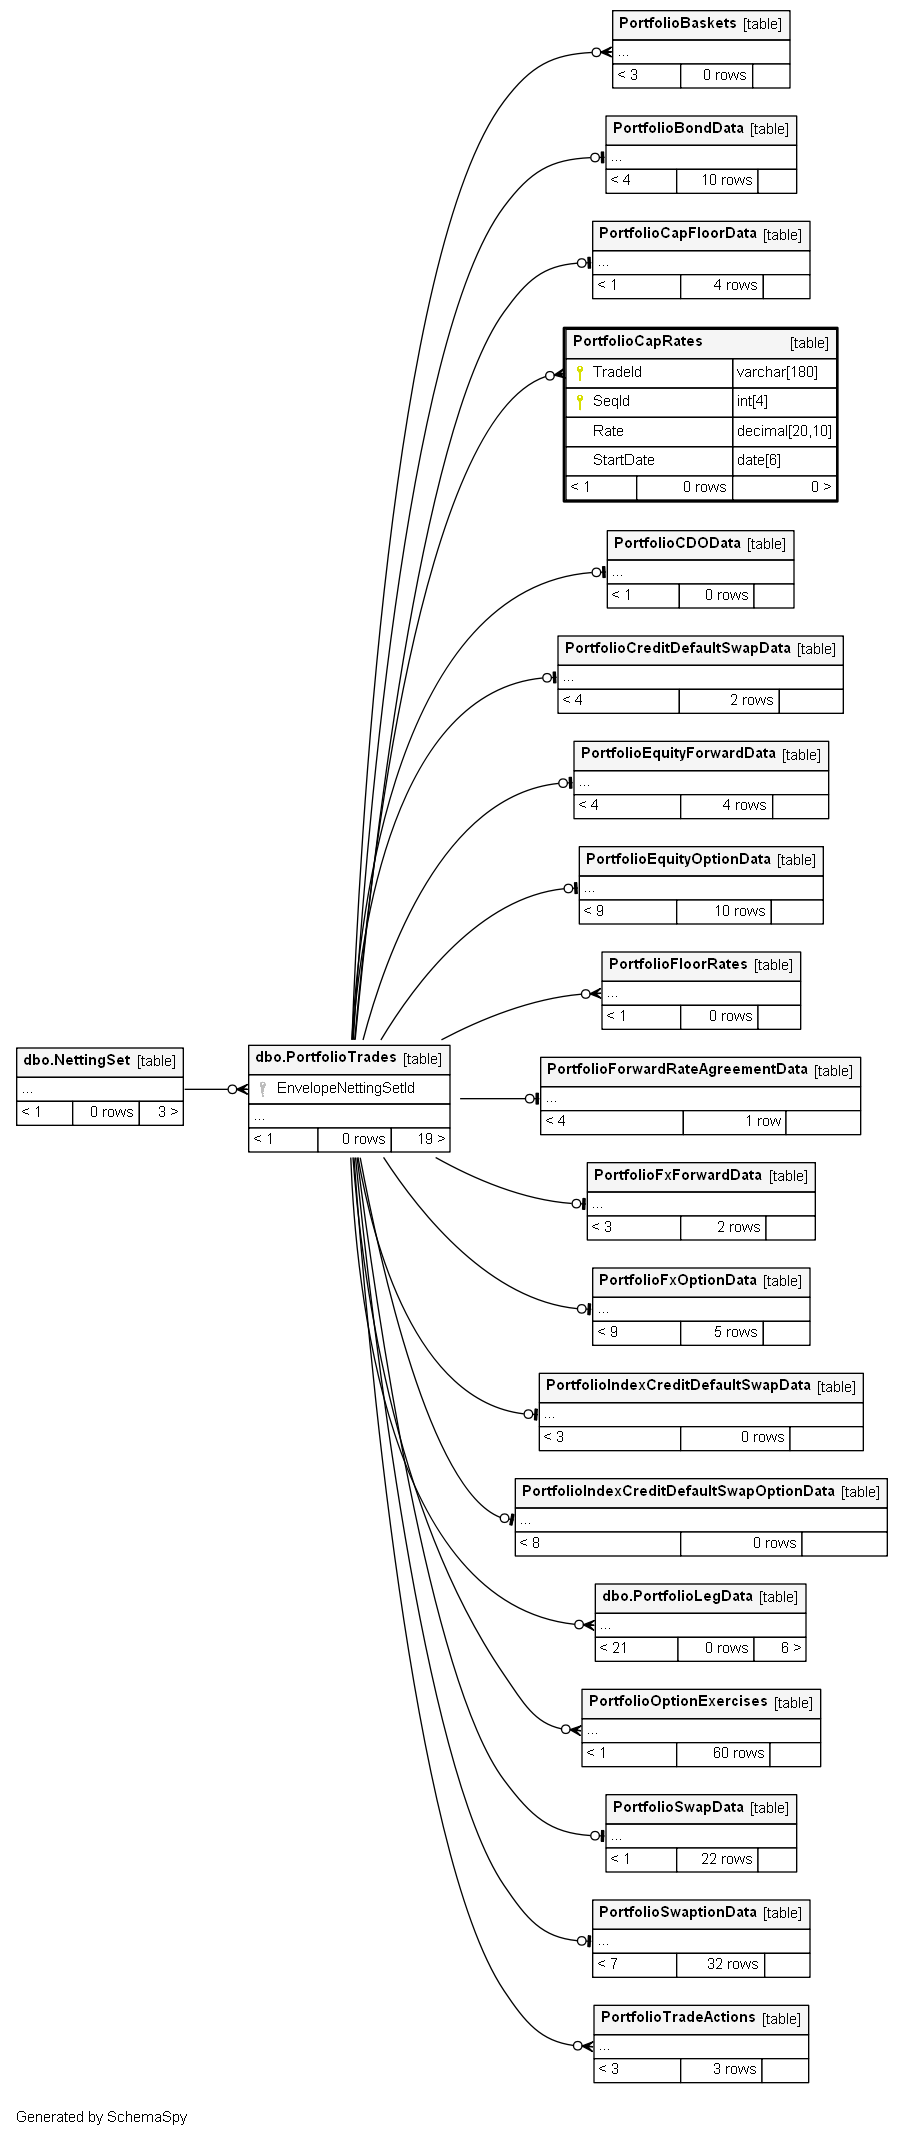 PortfolioBaskets [table]
...
< 3 0 rows
PortfolioBondData [table]
...
< 4 10 rows
PortfolioCapFloorData [table]
...
< 1 4 rows
PortfolioCapRates [table]
TradeId varchar[180]
SeqId int[4]
Rate decimal[20,10]
StartDate date[6]
< 1 0 rows 0 >
PortfolioCDOData [table]
...
< 1 0 rows
PortfolioCreditDefaultSwapData [table]
...
< 4 2 rows
PortfolioEquityForwardData [table]
...
< 4 4 rows
PortfolioEquityOptionData [table]
...
< 9 10 rows
PortfolioFloorRates [table]
...
< 1 0 rows
dbo.NettingSet [table]
...
< 1 0 rows 3 >
dbo.PortfolioTrades [table]
EnvelopeNettingSetId
...
< 1 0 rows 19 >
PortfolioForwardRateAgreementData [table]
...
< 4 1 row
PortfolioFxForwardData [table]
...
< 3 2 rows
PortfolioFxOptionData [table]
...
< 9 5 rows
PortfolioIndexCreditDefaultSwapData [table]
...
< 3 0 rows
PortfolioIndexCreditDefaultSwapOptionData [table]
...
< 8 0 rows
dbo.PortfolioLegData [table]
...
< 21 0 rows 6 >
PortfolioOptionExercises [table]
...
< 1 60 rows
PortfolioSwapData [table]
...
< 1 22 rows
PortfolioSwaptionData [table]
...
< 7 32 rows
PortfolioTradeActions [table]
...
< 3 3 rows
Generated by SchemaSpy